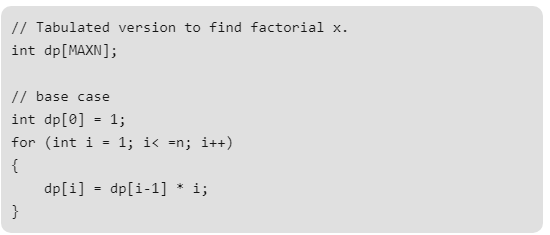 // Tabulated version to find factorial x.
int dp[MAXN];
// base case
int dp[0] = 1;
for (int i = 1; i< =n; i++)
{
dp[i] = dp[i-1] * i;
}